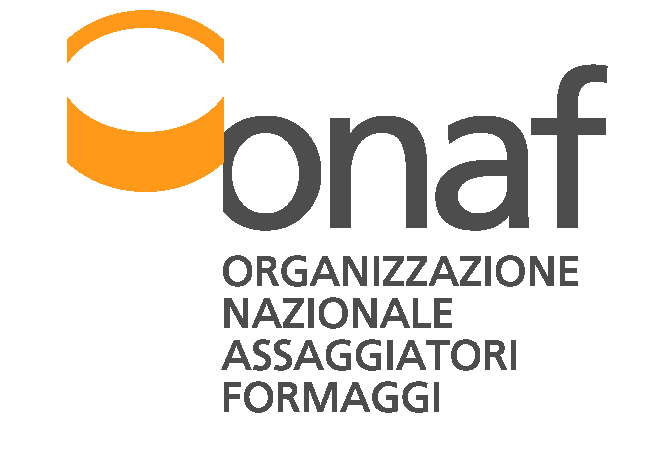 onaf
ORGANIZZAZIONE
NAZIONALE
ASSAGGIATORI
FORMAGGI